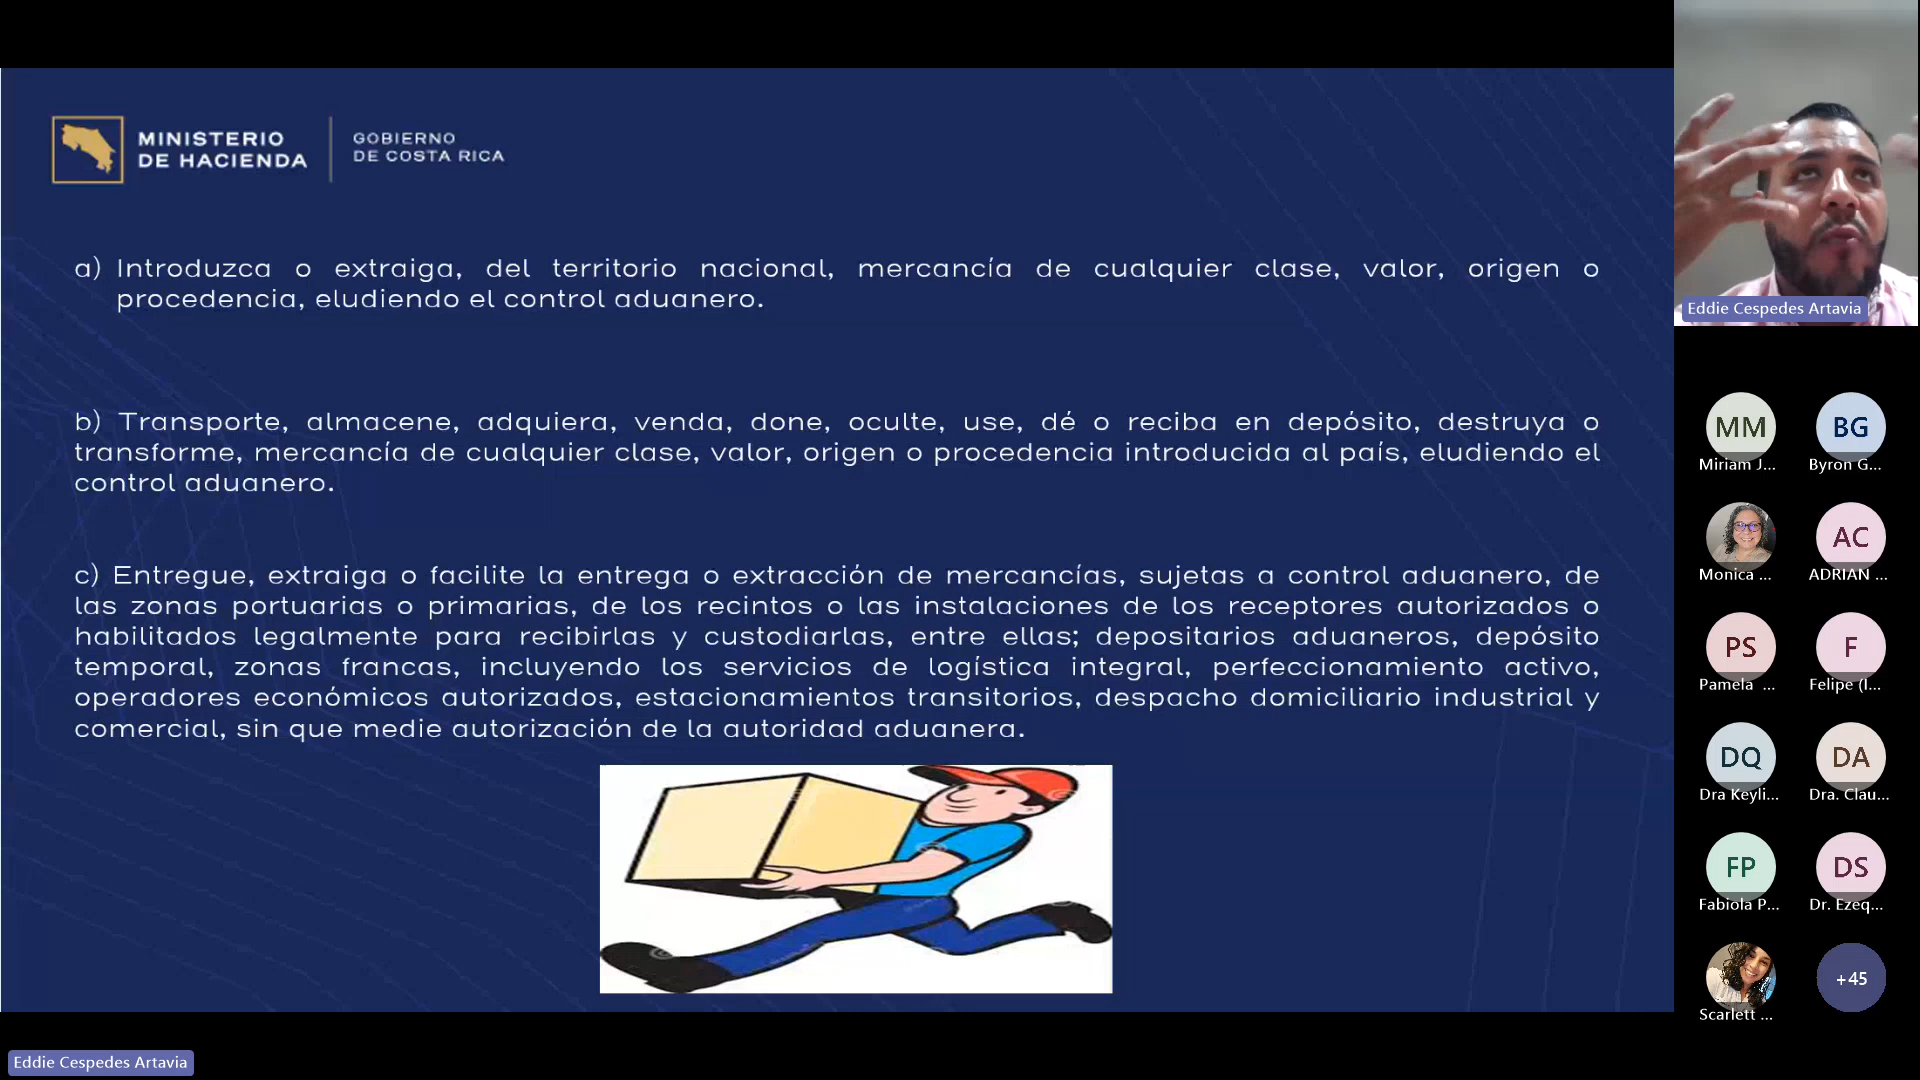 MINISTERIO
DE HACIENDA
GOBIERNO
DE COSTA RICA
a) Introduzca o extraiga, del territorio nacional, mercancía de cualquier clase, valor, origen o
procedencia, eludiendo el control aduanero.
b) Transporte, almacene, adquiera, venda, done, oculte, use, dé o reciba en depósito, destruya o
transforme, mercancía de cualquier clase, valor, origen o procedencia introducida al país, eludiendo el
control aduanero.
c) Entregue, extraiga o facilite la entrega o extracción de mercancías, sujetas a control aduanero, de
las zonas portuarias o primarias, de los recintos o las instalaciones de los receptores autorizados o
habilitados legalmente para recibirlas y custodiarlas, entre ellas; depositarios aduaneros, depósito
temporal, zonas francas, incluyendo los servicios de logística integral, perfeccionamiento activo,
operadores económicos autorizados, estacionamientos transitorios, despacho domiciliario industrial y
comercial, sin que medie autorización de la autoridad aduanera.
Eddie Cespedes Artavia
Eddie Cespedes Artavia
MM
Miriam J...
BG
Byron G...
Monica ...
AC
ADRIAN ...
PS
Pamela ...
F
Felipe (I...
DQ
Dra Keyli...
DA
Dra. Clau...
FP
Fabiola P...
DS
Dr. Ezeq...
Scarlett ...
+45